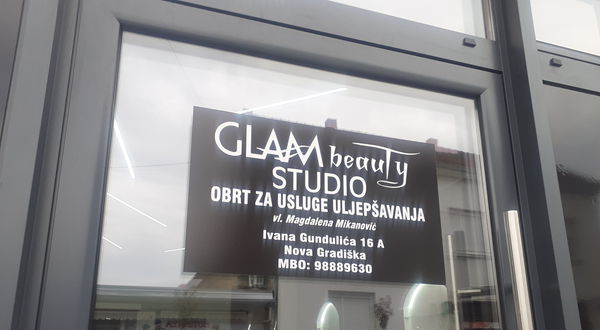 GLAM beauty
STUDIO
OBRT ZA USLUGE ULJEPŠAVANJA
vl. Magdalena Mikanović
Ivana Gundulića 16 A
Nova Gradiška
MBO: 98889630